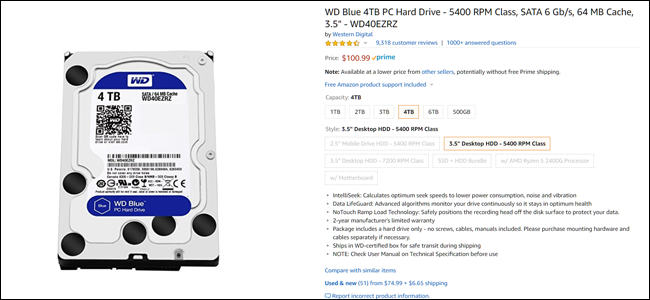 WD
4 TB
SATA / 64 MB Cache
WD40EZRZ
WD Blue™
PC Hard Drive
WD Blue 4TB PC Hard Drive - 5400 RPM Class, SATA 6 Gb/s, 64 MB Cache,
3.5" - WD40EZRZ
by Western Digital
9,318 customer reviews | 1000+ answered questions
Price: $100.99 prime
Note: Available at a lower price from other sellers, potentially without free Prime shipping.
Free Amazon product support included
Capacity: 4TB
1TB 2TB 3TB 4TB 6TB 500GB
Style: 3.5" Desktop HDD - 5400 RPM Class
2.5" Mobile Drive HDD - 5400 RPM Class 3.5" Desktop HDD - 5400 RPM Class
3.5" Desktop HDD - 7200 RPM Class SSD + HDD Bundle w/ AMD Ryzen 5 2400G Processor
w/ Motherboard
• IntelliSeek: Calculates optimum seek speeds to lower power consumption, noise and vibration
• Data LifeGuard: Advanced algorithms monitor your drive continuously so it stays in optimum health
• NoTouch Ramp Load Technology: Safely positions the recording head off the disk surface to protect your data.
• 2-year manufacturer's limited warranty
• Package includes a hard drive only - no screws, cables, manuals included. Please purchase mounting hardware and
cables separately if necessary.
• Ships in WD-certified box for safe transit during shipping
• NOTE: Check User Manual on Technical Specification before use
Compare with similar items
Used & new (51) from $74.99 + $6.65 shipping
Report incorrect product information.